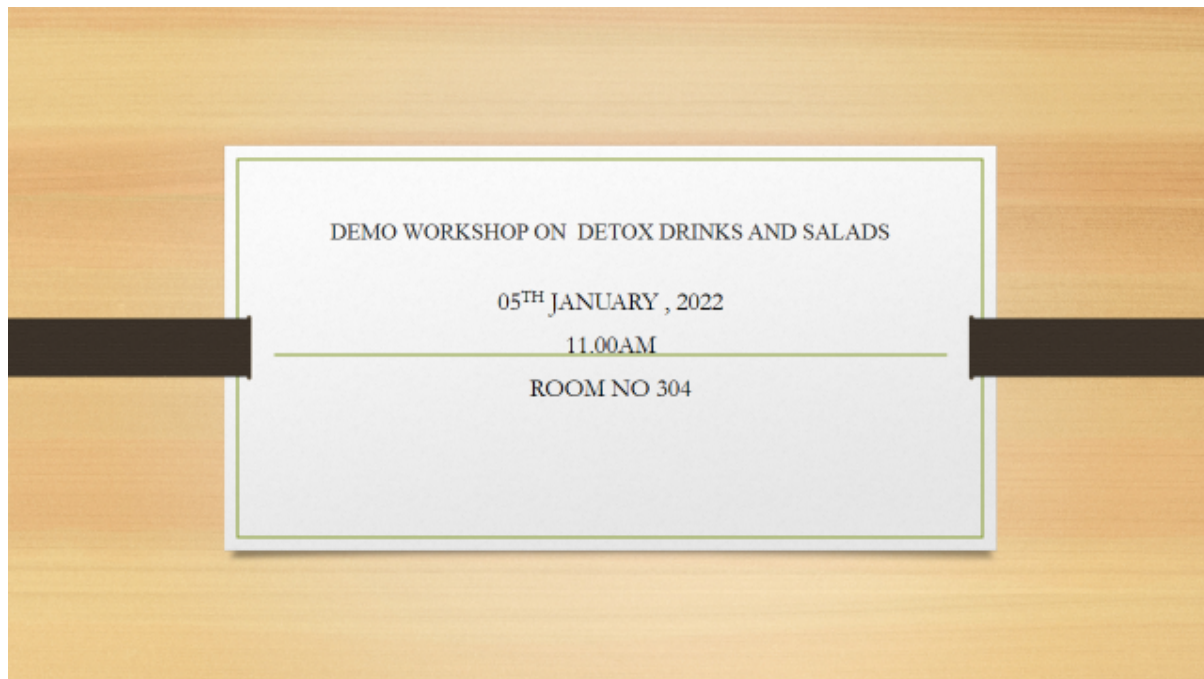 DEMO WORKSHOP ON  DETOX DRINKS AND SALADS
05TH JANUARY , 2022
11.00AM
ROOM NO 304